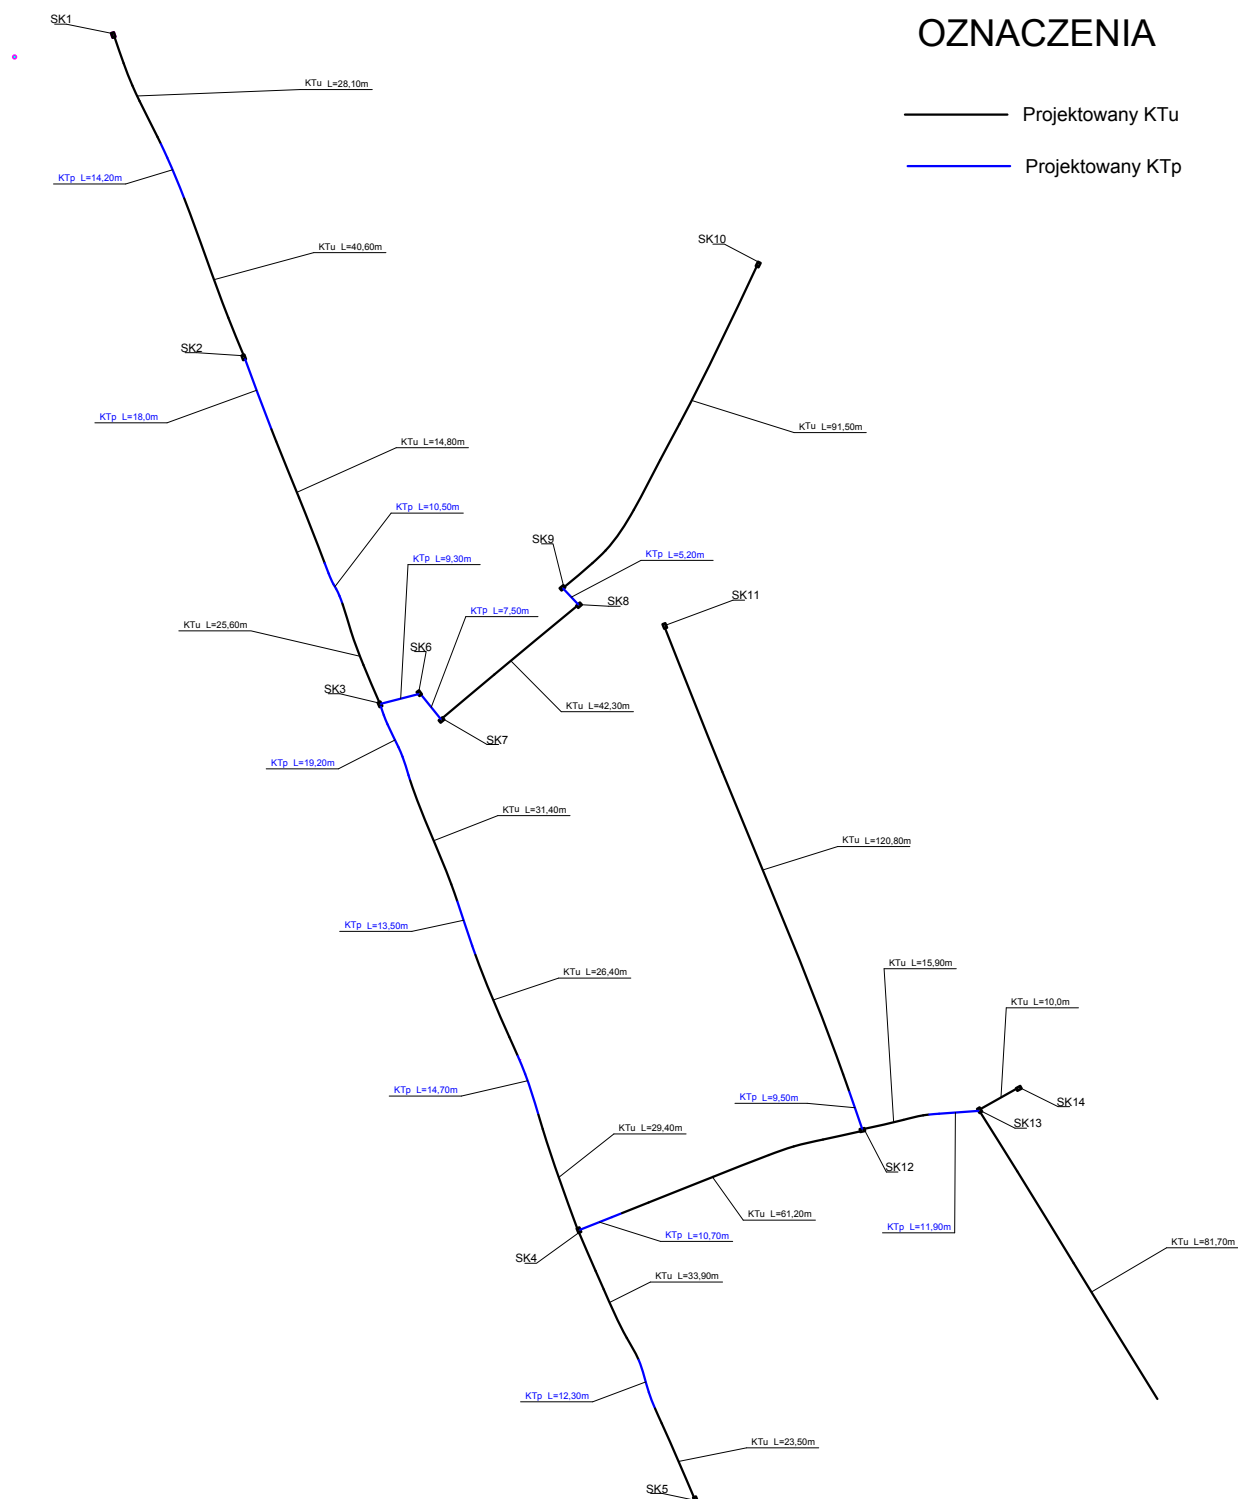 SK1
OZNACZENIA
KTu L=28,10m
Projektowany KTu
Projektowany KTp
KTp L=14,20m
SK10
KTu L=40,60m
SK2
KTp L=18,0m
KTu L=91,50m
KTu L=14,80m
KTp L=10,50m
SK9
KTp L=9,30m
KTp L=5,20m
SK11
SK8
KTp L=7,50m
KTu L=25,60m
SK6
SK3
KTu L=42,30m
SK7
KTp L=19,20m
KTu L=31,40m
KTu L=120,80m
KTp L=13,50m
KTu L=15,90m
KTu L=26,40m
KTu L=10,0m
KTp L=14,70m
KTp L=9,50m
SK14
SK13
KTu L=29,40m
SK12
KTu L=61,20m
KTp L=11,90m
KTp L=10,70m
KTu L=81,70m
SK4
KTu L=33,90m
KTp L=12,30m
KTu L=23,50m
SK5